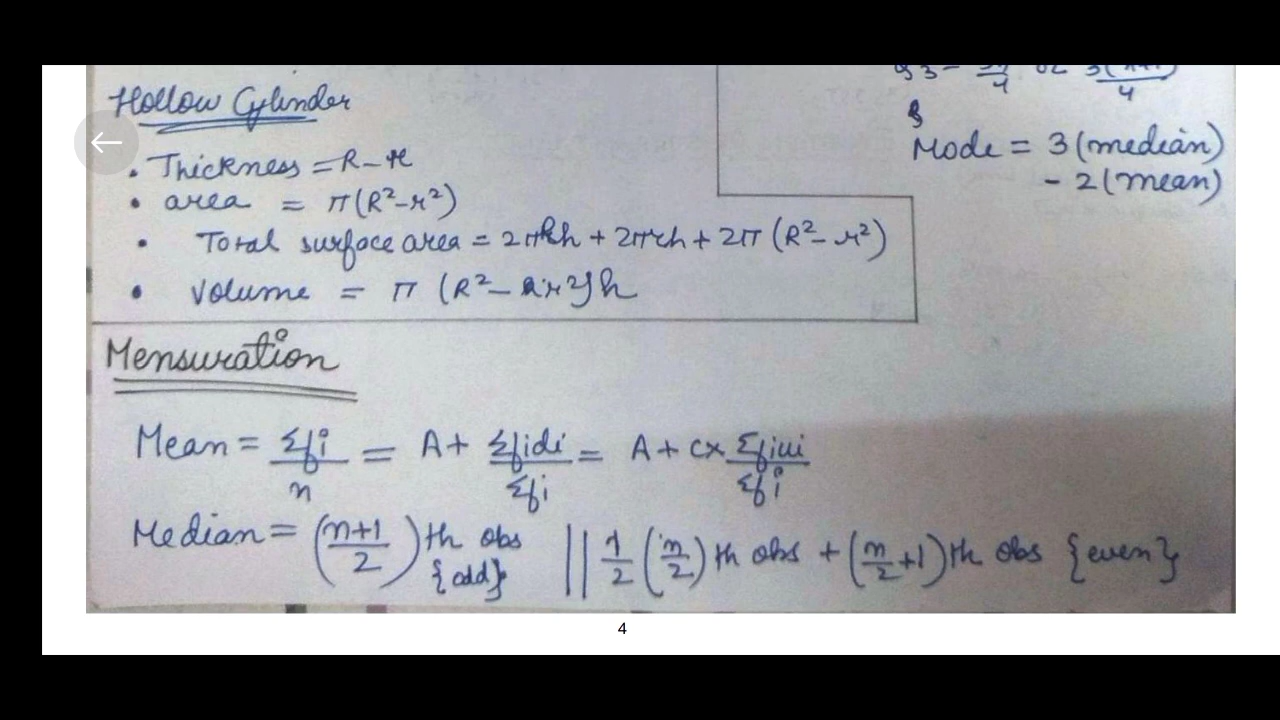 Hollow Cylinder
• Thickness = R - r
• area = π(R²-r²)
• Total surface area = 2πRh + 2πrh + 2π(R²-r²)
• volume = π (R² - r²)h
4
Mode = 3(median)
- 2(mean)
Mensuration
Mean = Σfi/n = A + Σfidi/Σfi = A + c× Σfiui/Σfi
Median = (n+1/2)th obs {odd} || 1/2 (n/2)th obs + (n/2+1)th obs {even}
4